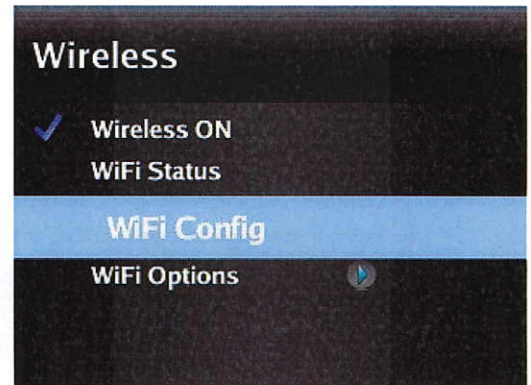 Wireless
Wireless ON
WiFi Status
WiFi Config
WiFi Options